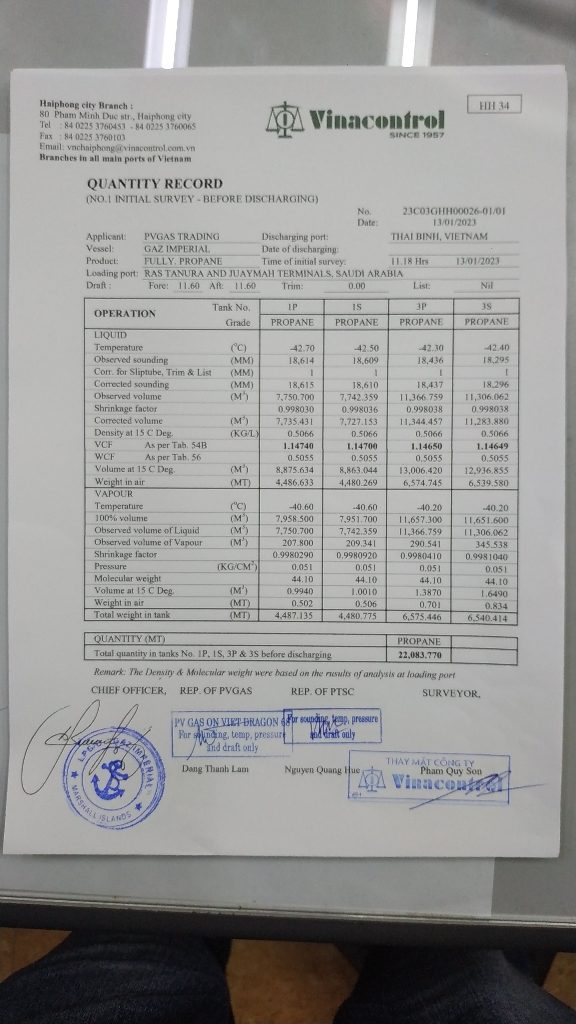 Haiphong city Branch :
80 Pham Minh Duc str., Haiphong city
Tel : 84 0225 3760453 - 84 0225 3760065
Fax : 84 0225 3760103
Email: vnchaiphong@vinacontrol.com.vn
Branches in all main ports of Vietnam
Vinacontrol
SINCE 1957
HH 34
QUANTITY RECORD
(NO.1 INITIAL SURVEY - BEFORE DISCHARGING)
No. 23C03GHH00026-01/01
Date: 13/01/2023
Applicant: PVGAS TRADING Discharging port: THAI BINH, VIETNAM
Vessel: GAZ IMPERIAL Date of discharging:
Product: FULLY. PROPANE Time of initial survey: 11.18 Hrs 13/01/2023
Loading port: RAS TANURA AND JUAYMAH TERMINALS, SAUDI ARABIA
Draft : Fore: 11.60 Aft: 11.60 Trim: 0.00 List: Nil
OPERATION Tank No. 1P 1S 3P 3S
Grade PROPANE PROPANE PROPANE PROPANE
LIQUID
Temperature (°C) -42.70 -42.50 -42.30 -42.40
Observed sounding (MM) 18,614 18,609 18,436 18,295
Corr. for Sliptube, Trim & List (MM) 1 1 1 1
Corrected sounding (MM) 18,615 18,610 18,437 18,296
Observed volume (M³) 7,750.700 7,742.359 11,366.759 11,306.062
Shrinkage factor 0.998030 0.998036 0.998038 0.998038
Corrected volume (M³) 7,735.431 7,727.153 11,344.457 11,283.880
Density at 15 C Deg. (KG/L) 0.5066 0.5066 0.5066 0.5066
VCF As per Tab. 54B 1.14740 1.14700 1.14650 1.14649
WCF As per Tab. 56 0.5055 0.5055 0.5055 0.5055
Volume at 15 C Deg. (M³) 8,875.634 8,863.044 13,006.420 12,936.855
Weight in air (MT) 4,486.633 4,480.269 6,574.745 6,539.580
VAPOUR
Temperature (°C) -40.60 -40.60 -40.20 -40.20
100% volume (M³) 7,958.500 7,951.700 11,657.300 11,651.600
Observed volume of Liquid (M³) 7,750.700 7,742.359 11,366.759 11,306.062
Observed volume of Vapour (M³) 207.800 209.341 290.541 345.538
Shrinkage factor 0.9980290 0.9980920 0.9980410 0.9981040
Pressure (KG/CM²) 0.051 0.051 0.051 0.051
Molecular weight 44.10 44.10 44.10 44.10
Volume at 15 C Deg. (M³) 0.9940 1.0010 1.3870 1.6490
Weight in air (MT) 0.502 0.506 0.701 0.834
Total weight in tank (MT) 4,487.135 4,480.775 6,575.446 6,540.414
QUANTITY (MT) PROPANE
Total quantity in tanks No. 1P, 1S, 3P & 3S before discharging 22,083.770
Remark: The Density & Molecular weight were based on the rusults of analysis at loading port
CHIEF OFFICER, REP. OF PVGAS REP. OF PTSC SURVEYOR,
PV GAS ON VIET DRAGON 68
For sounding, temp, pressure
and draft only
For sounding, temp, pressure
and draft only
MARSHALL ISLANDS
Dang Thanh Lam Nguyen Quang Hue
THAY MẶT CÔNG TY
Pham Quy Son
Vinacontrol